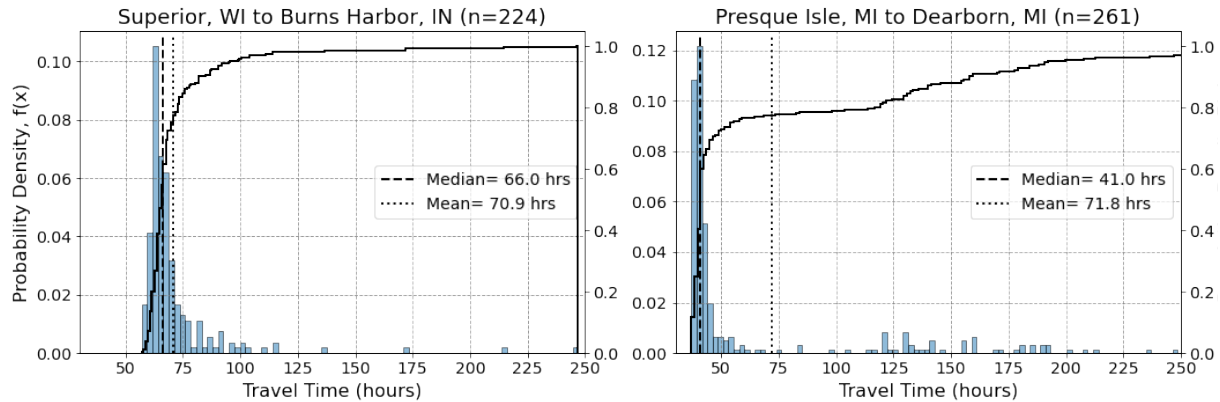 Superior, WI to Burns Harbor, IN (n=224)
Probability Density, f(x)
0.10
0.08
0.06
0.04
0.02
0.00
1.0
0.8
0.6
0.4
0.2
0.0
Median= 66.0 hrs
Mean= 70.9 hrs
50 75 100 125 150 175 200 225 250
Travel Time (hours)
Presque Isle, MI to Dearborn, MI (n=261)
0.12
0.10
0.08
0.06
0.04
0.02
0.00
1.0
0.8
0.6
0.4
0.2
0.0
Median= 41.0 hrs
Mean= 71.8 hrs
50 75 100 125 150 175 200 225 250
Travel Time (hours)